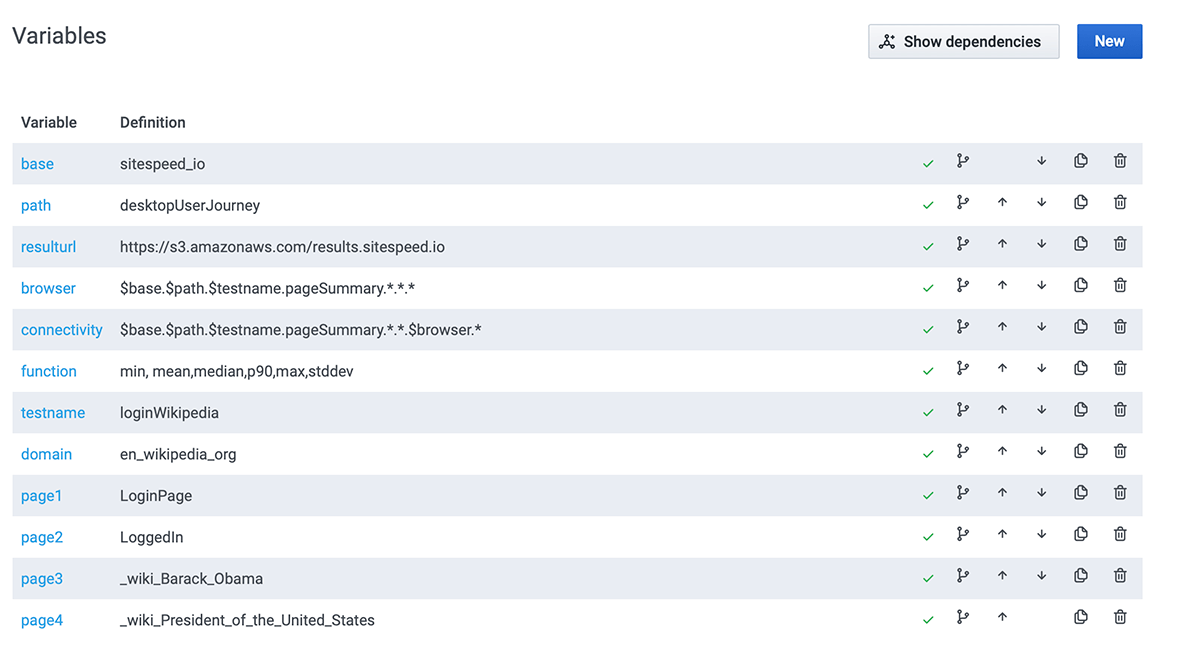 Variables
Show dependencies New
Variable Definition
base sitespeed_io
path desktopUserJourney
resulturl https://s3.amazonaws.com/results.sitespeed.io
browser $base.$path.$testname.pageSummary.*.*.*
connectivity $base.$path.$testname.pageSummary.*.*.$browser.*
function min, mean,median,p90,max,stddev
testname loginWikipedia
domain en_wikipedia_org
page1 LoginPage
page2 LoggedIn
page3 _wiki_Barack_Obama
page4 _wiki_President_of_the_United_States